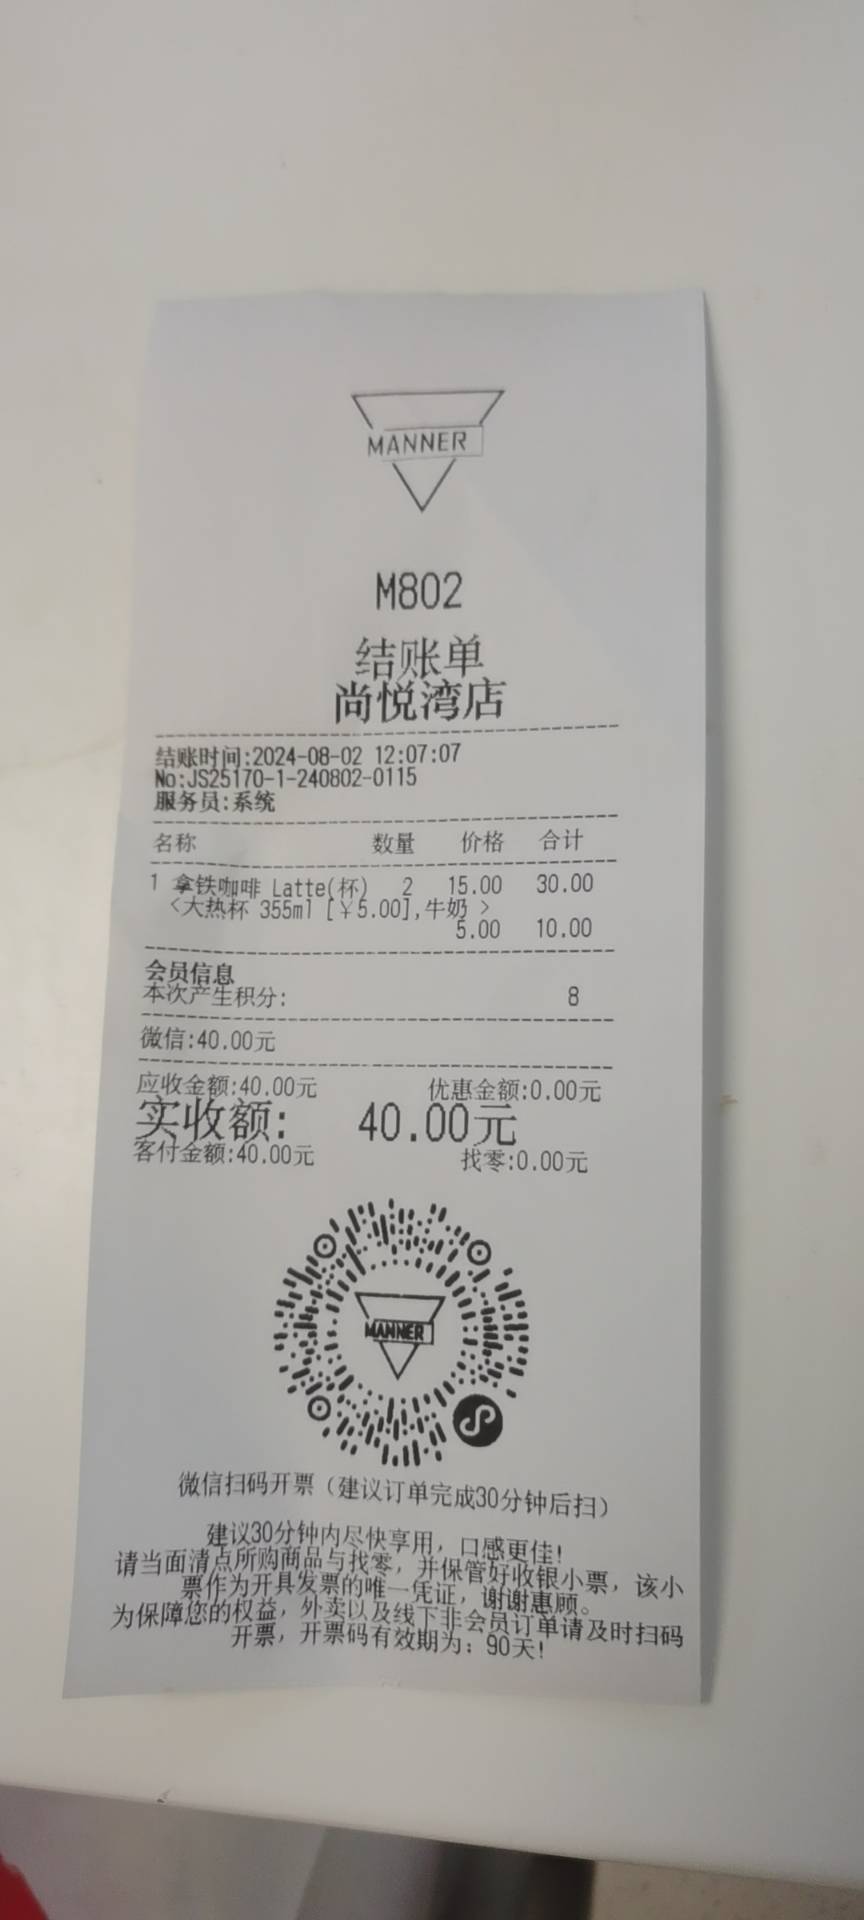 MANNER
M802
结账单
尚悦湾店
结账时间:2024-08-02 12:07:07
No:JS25170-1-240802-0115
服务员:系统
名称 数量 价格 合计
1 拿铁咖啡 Latte(杯) 2 15.00 30.00
<大热杯 355ml [￥5.00],牛奶 >
5.00 10.00
会员信息
本次产生积分: 8
微信:40.00元
应收金额:40.00元 优惠金额:0.00元
实收额: 40.00元
客付金额:40.00元 找零:0.00元
MANNER
微信扫码开票（建议订单完成30分钟后扫）
建议30分钟内尽快享用，口感更佳！
请当面清点所购商品与找零，并保管好收银小票，该小
票作为开具发票的唯一凭证，谢谢惠顾。
为保障您的权益，外卖以及线下非会员订单请及时扫码
开票，开票码有效期为：90天！